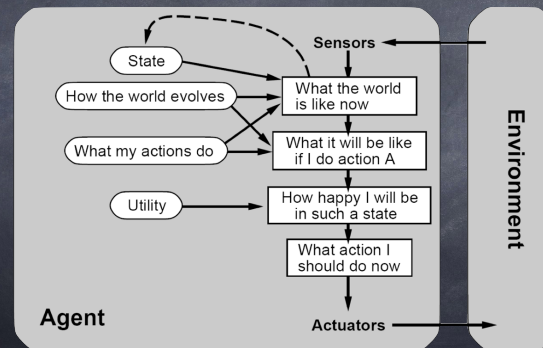 Sensors
State
How the world evolves
What the world
is like now
What my actions do
What it will be like
if I do action A
Utility
How happy I will be
in such a state
What action I
should do now
Agent
Actuators
Environment